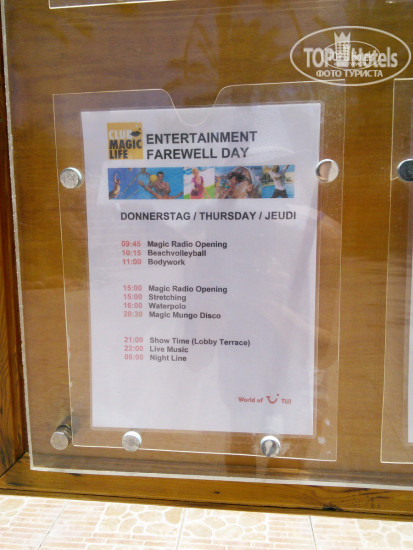 TOP Hotels
ФОТО ТУРИСТА
CLUB
MAGIC
LIFE
ENTERTAINMENT
FAREWELL DAY
DONNERSTAG / THURSDAY / JEUDI
09:45 Magic Radio Opening
10:15 Beachvolleyball
11:00 Bodywork
15:00 Magic Radio Opening
15:00 Stretching
16:00 Waterpolo
20:30 Magic Mungo Disco
21:00 Show Time (Lobby Terrace)
22:00 Live Music
00:00 Night Line
World of TUI